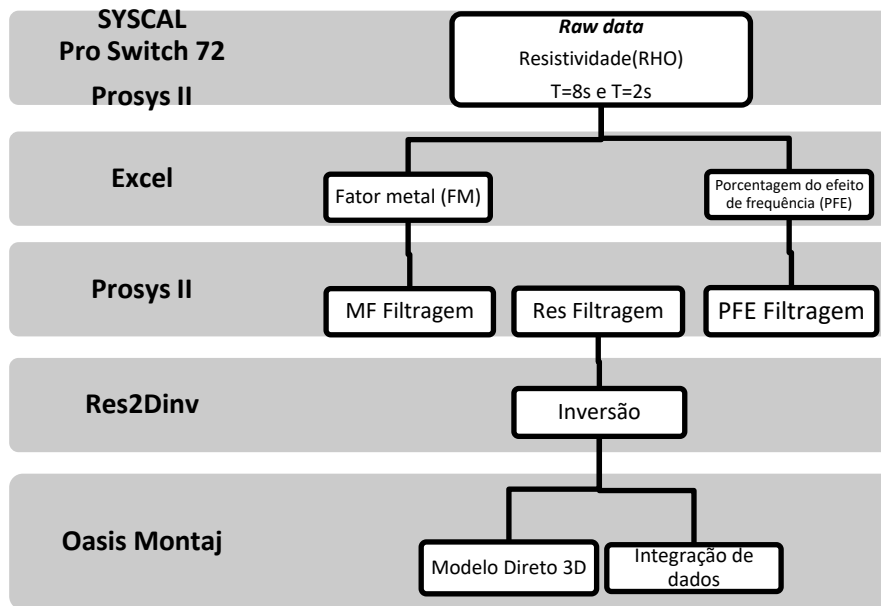 SYSCAL
Pro Switch 72
Prosys II
Raw data
Resistividade(RHO)
T=8s e T=2s
Excel
Fator metal (FM)
Porcentagem do efeito
de frequência (PFE)
Prosys II
MF Filtragem
Res Filtragem
PFE Filtragem
Res2Dinv
Inversão
Oasis Montaj
Modelo Direto 3D
Integração de
dados